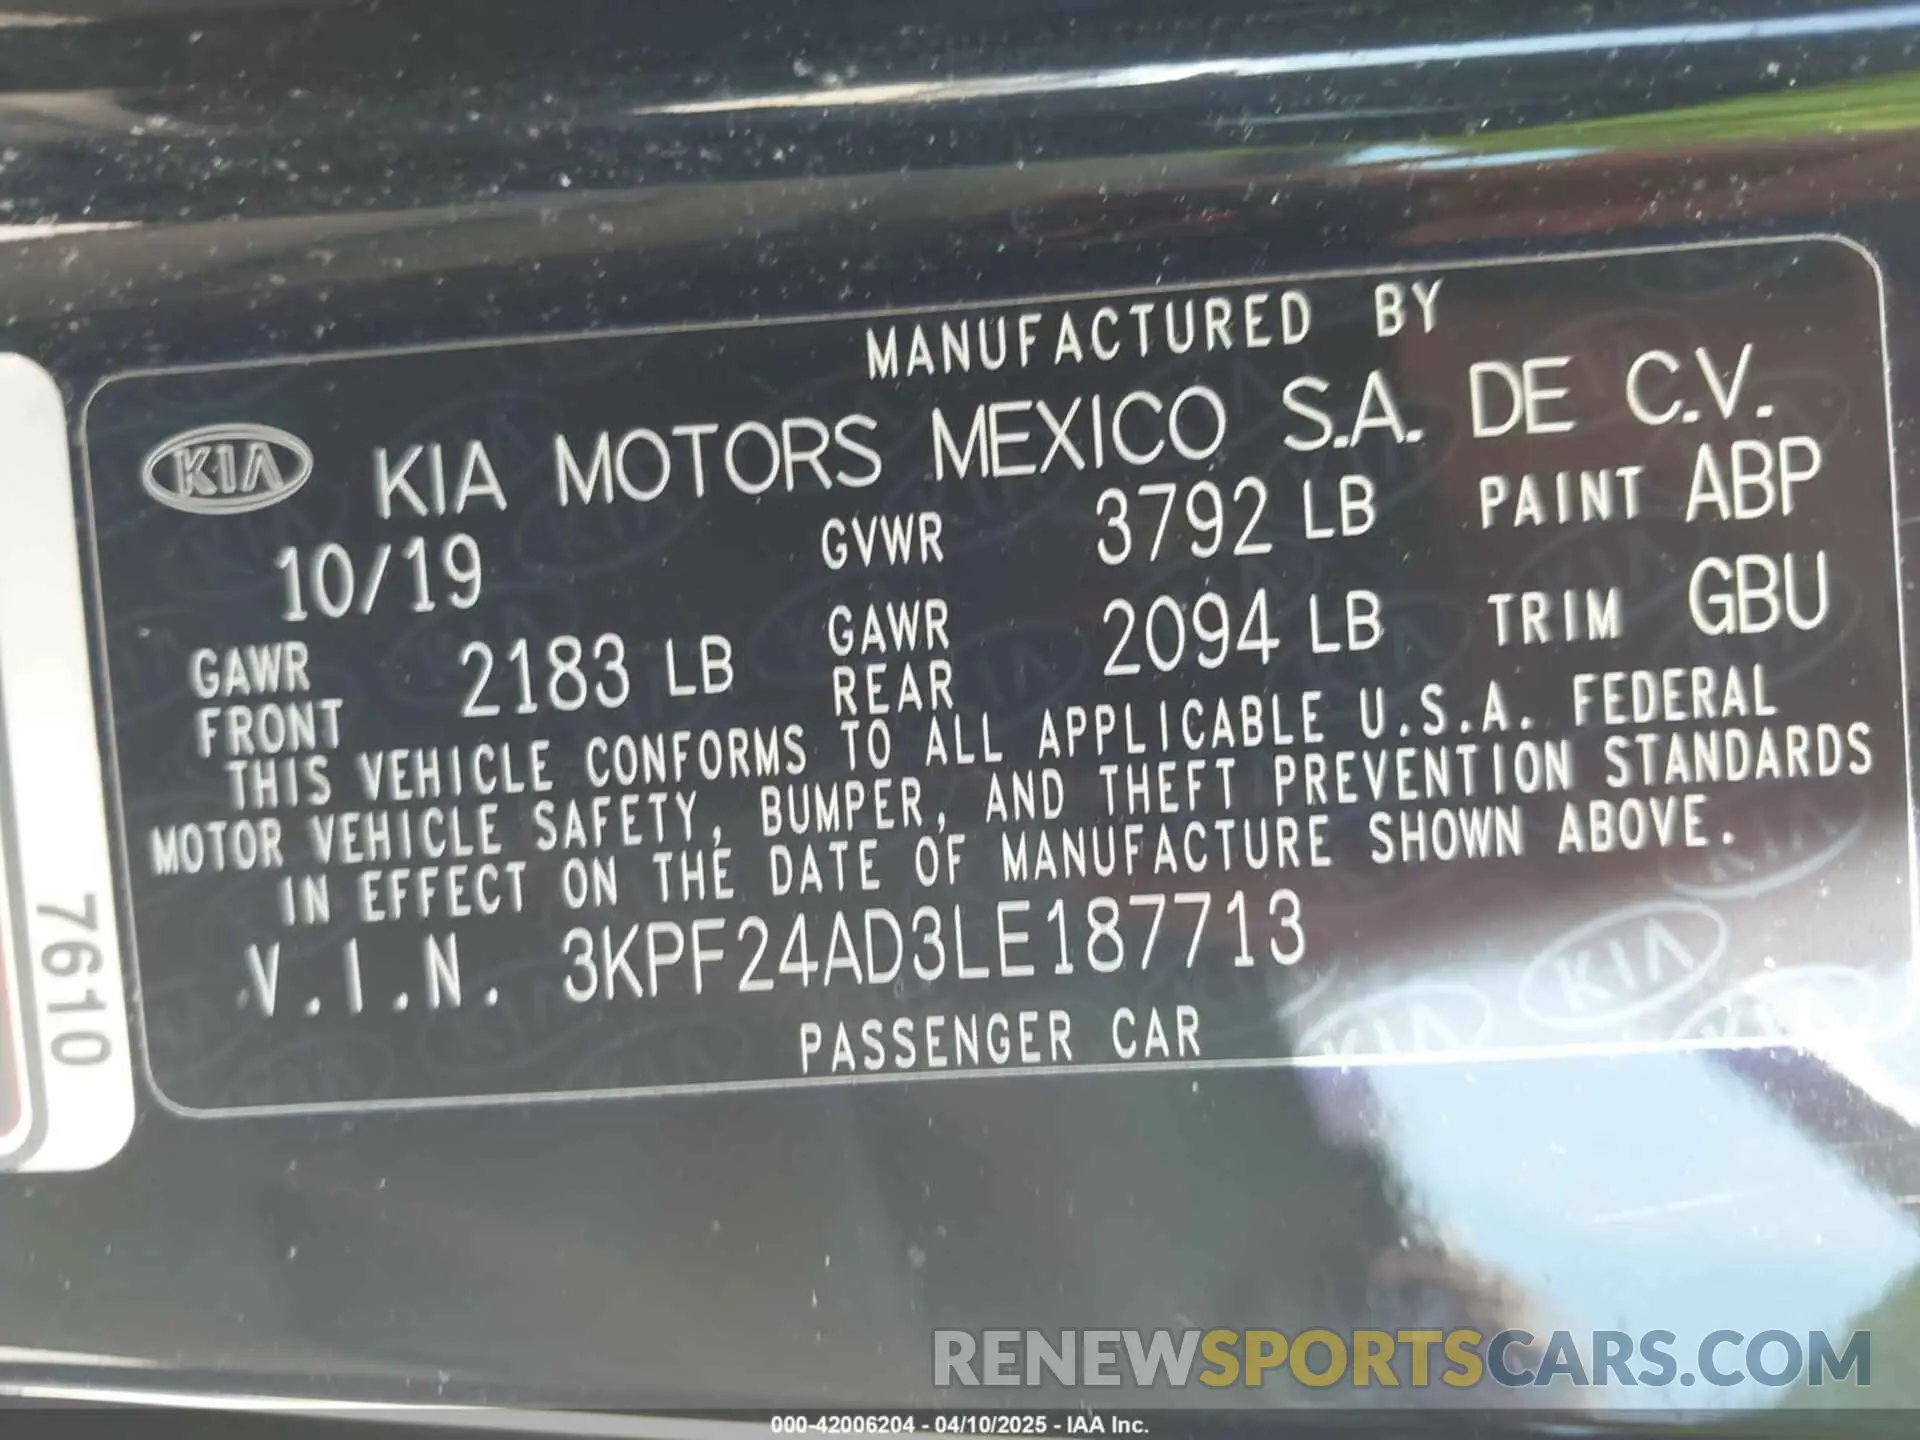 MANUFACTURED BY
KIA KIA MOTORS MEXICO S.A. DE C.V.
10/19 GVWR 3792 LB PAINT ABP
GAWR FRONT 2183 LB GAWR REAR 2094 LB TRIM GBU
THIS VEHICLE CONFORMS TO ALL APPLICABLE U.S.A. FEDERAL
MOTOR VEHICLE SAFETY, BUMPER, AND THEFT PREVENTION STANDARDS
IN EFFECT ON THE DATE OF MANUFACTURE SHOWN ABOVE.
V.I.N. 3KPF24AD3LE187713
PASSENGER CAR
7610
KIA
RENEWSPORTSCARS.COM
000-42006204 - 04/10/2025 - IAA Inc.